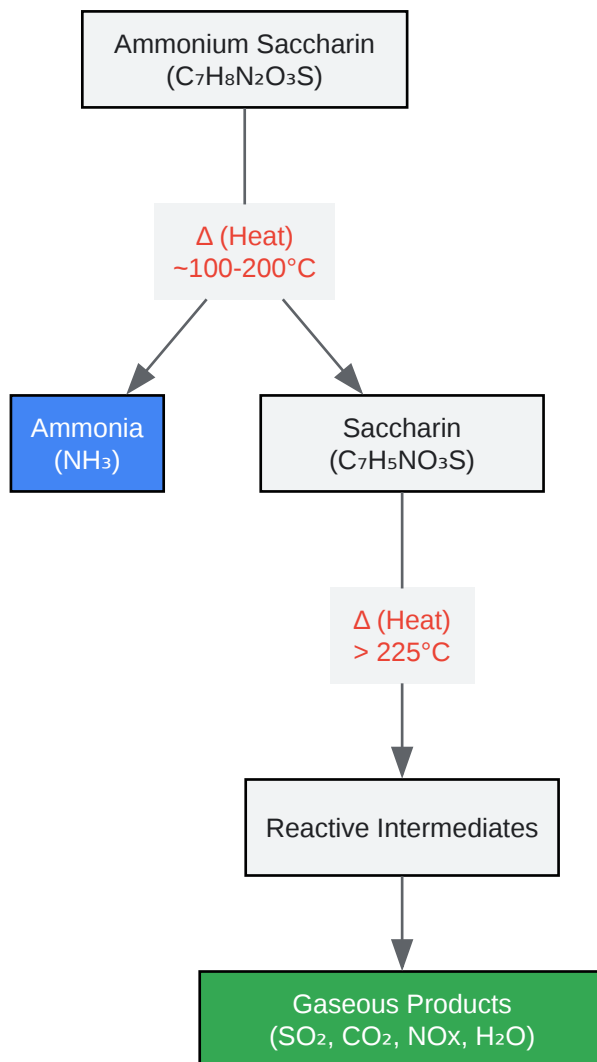 Ammonium Saccharin
(C₇H₈N₂O₃S)
Δ (Heat)
~100-200°C
Ammonia
(NH₃)
Saccharin
(C₇H₅NO₃S)
Δ (Heat)
> 225°C
Reactive Intermediates
Gaseous Products
(SO₂, CO₂, NOx, H₂O)